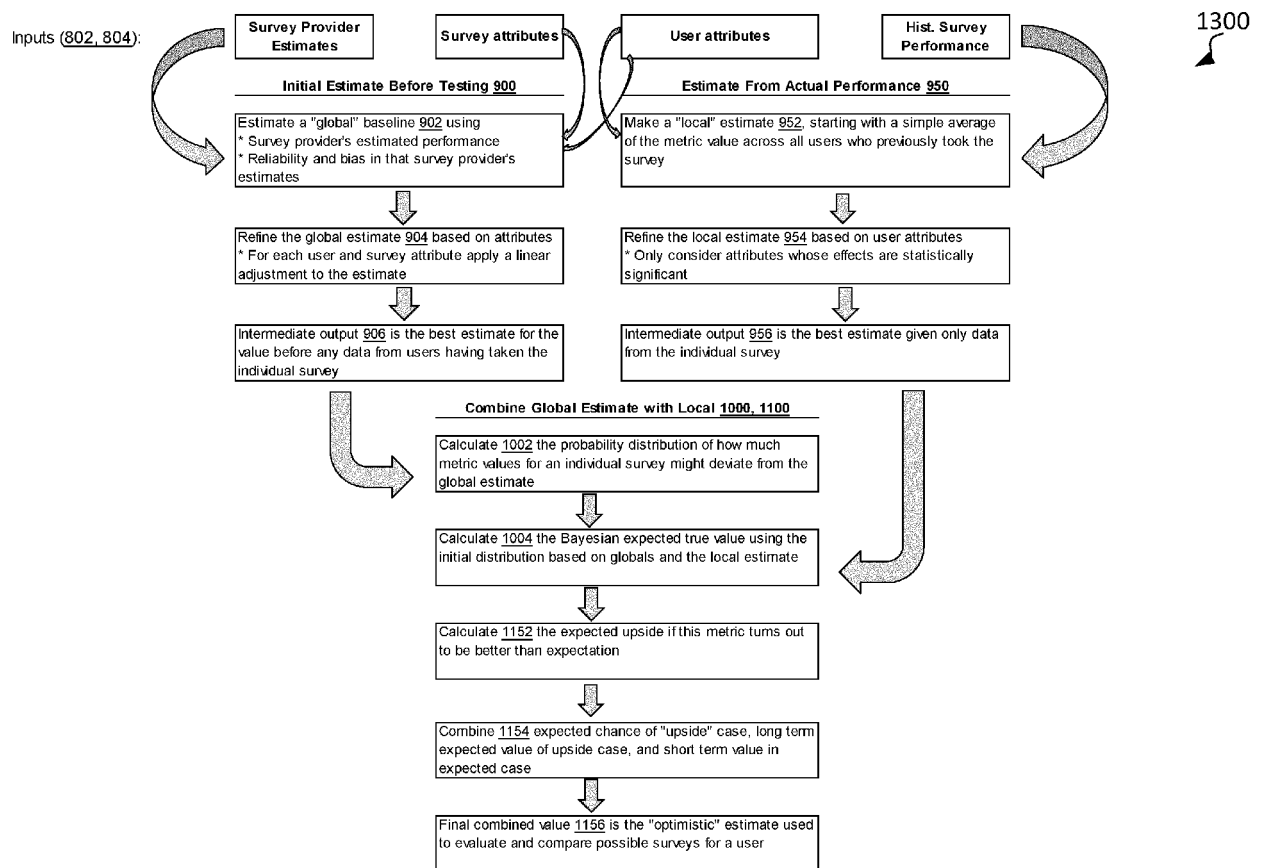 1300
Inputs (802, 804):
Survey Provider
Estimates
Survey attributes
User attributes
Hist. Survey
Performance
Initial Estimate Before Testing 900
Estimate a "global" baseline 902 using
* Survey provider's estimated performance
* Reliability and bias in that survey provider's
estimates
Refine the global estimate 904 based on attributes
* For each user and survey attribute apply a linear
adjustment to the estimate
Intermediate output 906 is the best estimate for the
value before any data from users having taken the
individual survey
Estimate From Actual Performance 950
Make a "local" estimate 952, starting with a simple average
of the metric value across all users who previously took the
survey
Refine the local estimate 954 based on user attributes
* Only consider attributes whose effects are statistically
significant
Intermediate output 956 is the best estimate given only data
from the individual survey
Combine Global Estimate with Local 1000, 1100
Calculate 1002 the probability distribution of how much
metric values for an individual survey might deviate from the
global estimate
Calculate 1004 the Bayesian expected true value using the
initial distribution based on globals and the local estimate
Calculate 1152 the expected upside if this metric turns out
to be better than expectation
Combine 1154 expected chance of "upside" case, long term
expected value of upside case, and short term value in
expected case
Final combined value 1156 is the "optimistic" estimate used
to evaluate and compare possible surveys for a user